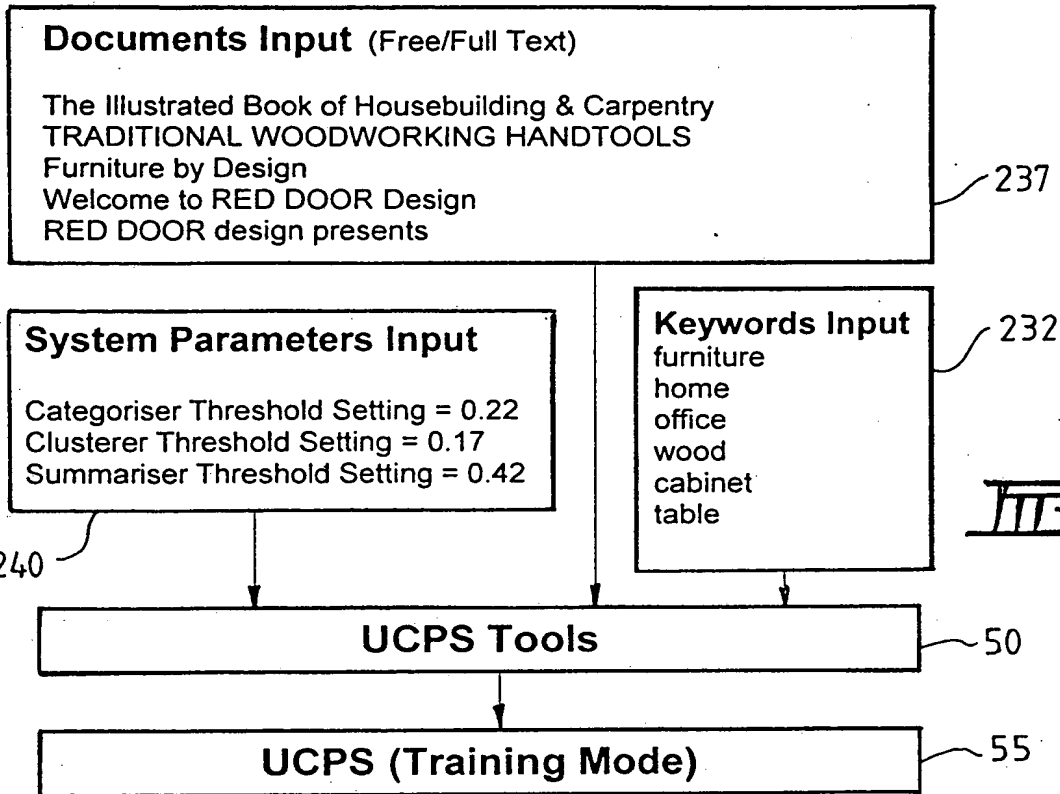 Documents Input (Free/Full Text)
The Illustrated Book of Housebuilding & Carpentry
TRADITIONAL WOODWORKING HANDTOOLS
Furniture by Design
Welcome to RED DOOR Design
RED DOOR design presents
237
System Parameters Input
Categoriser Threshold Setting = 0.22
Clusterer Threshold Setting = 0.17
Summariser Threshold Setting = 0.42
240
Keywords Input
furniture
home
office
wood
cabinet
table
232
UCPS Tools
50
UCPS (Training Mode)
55